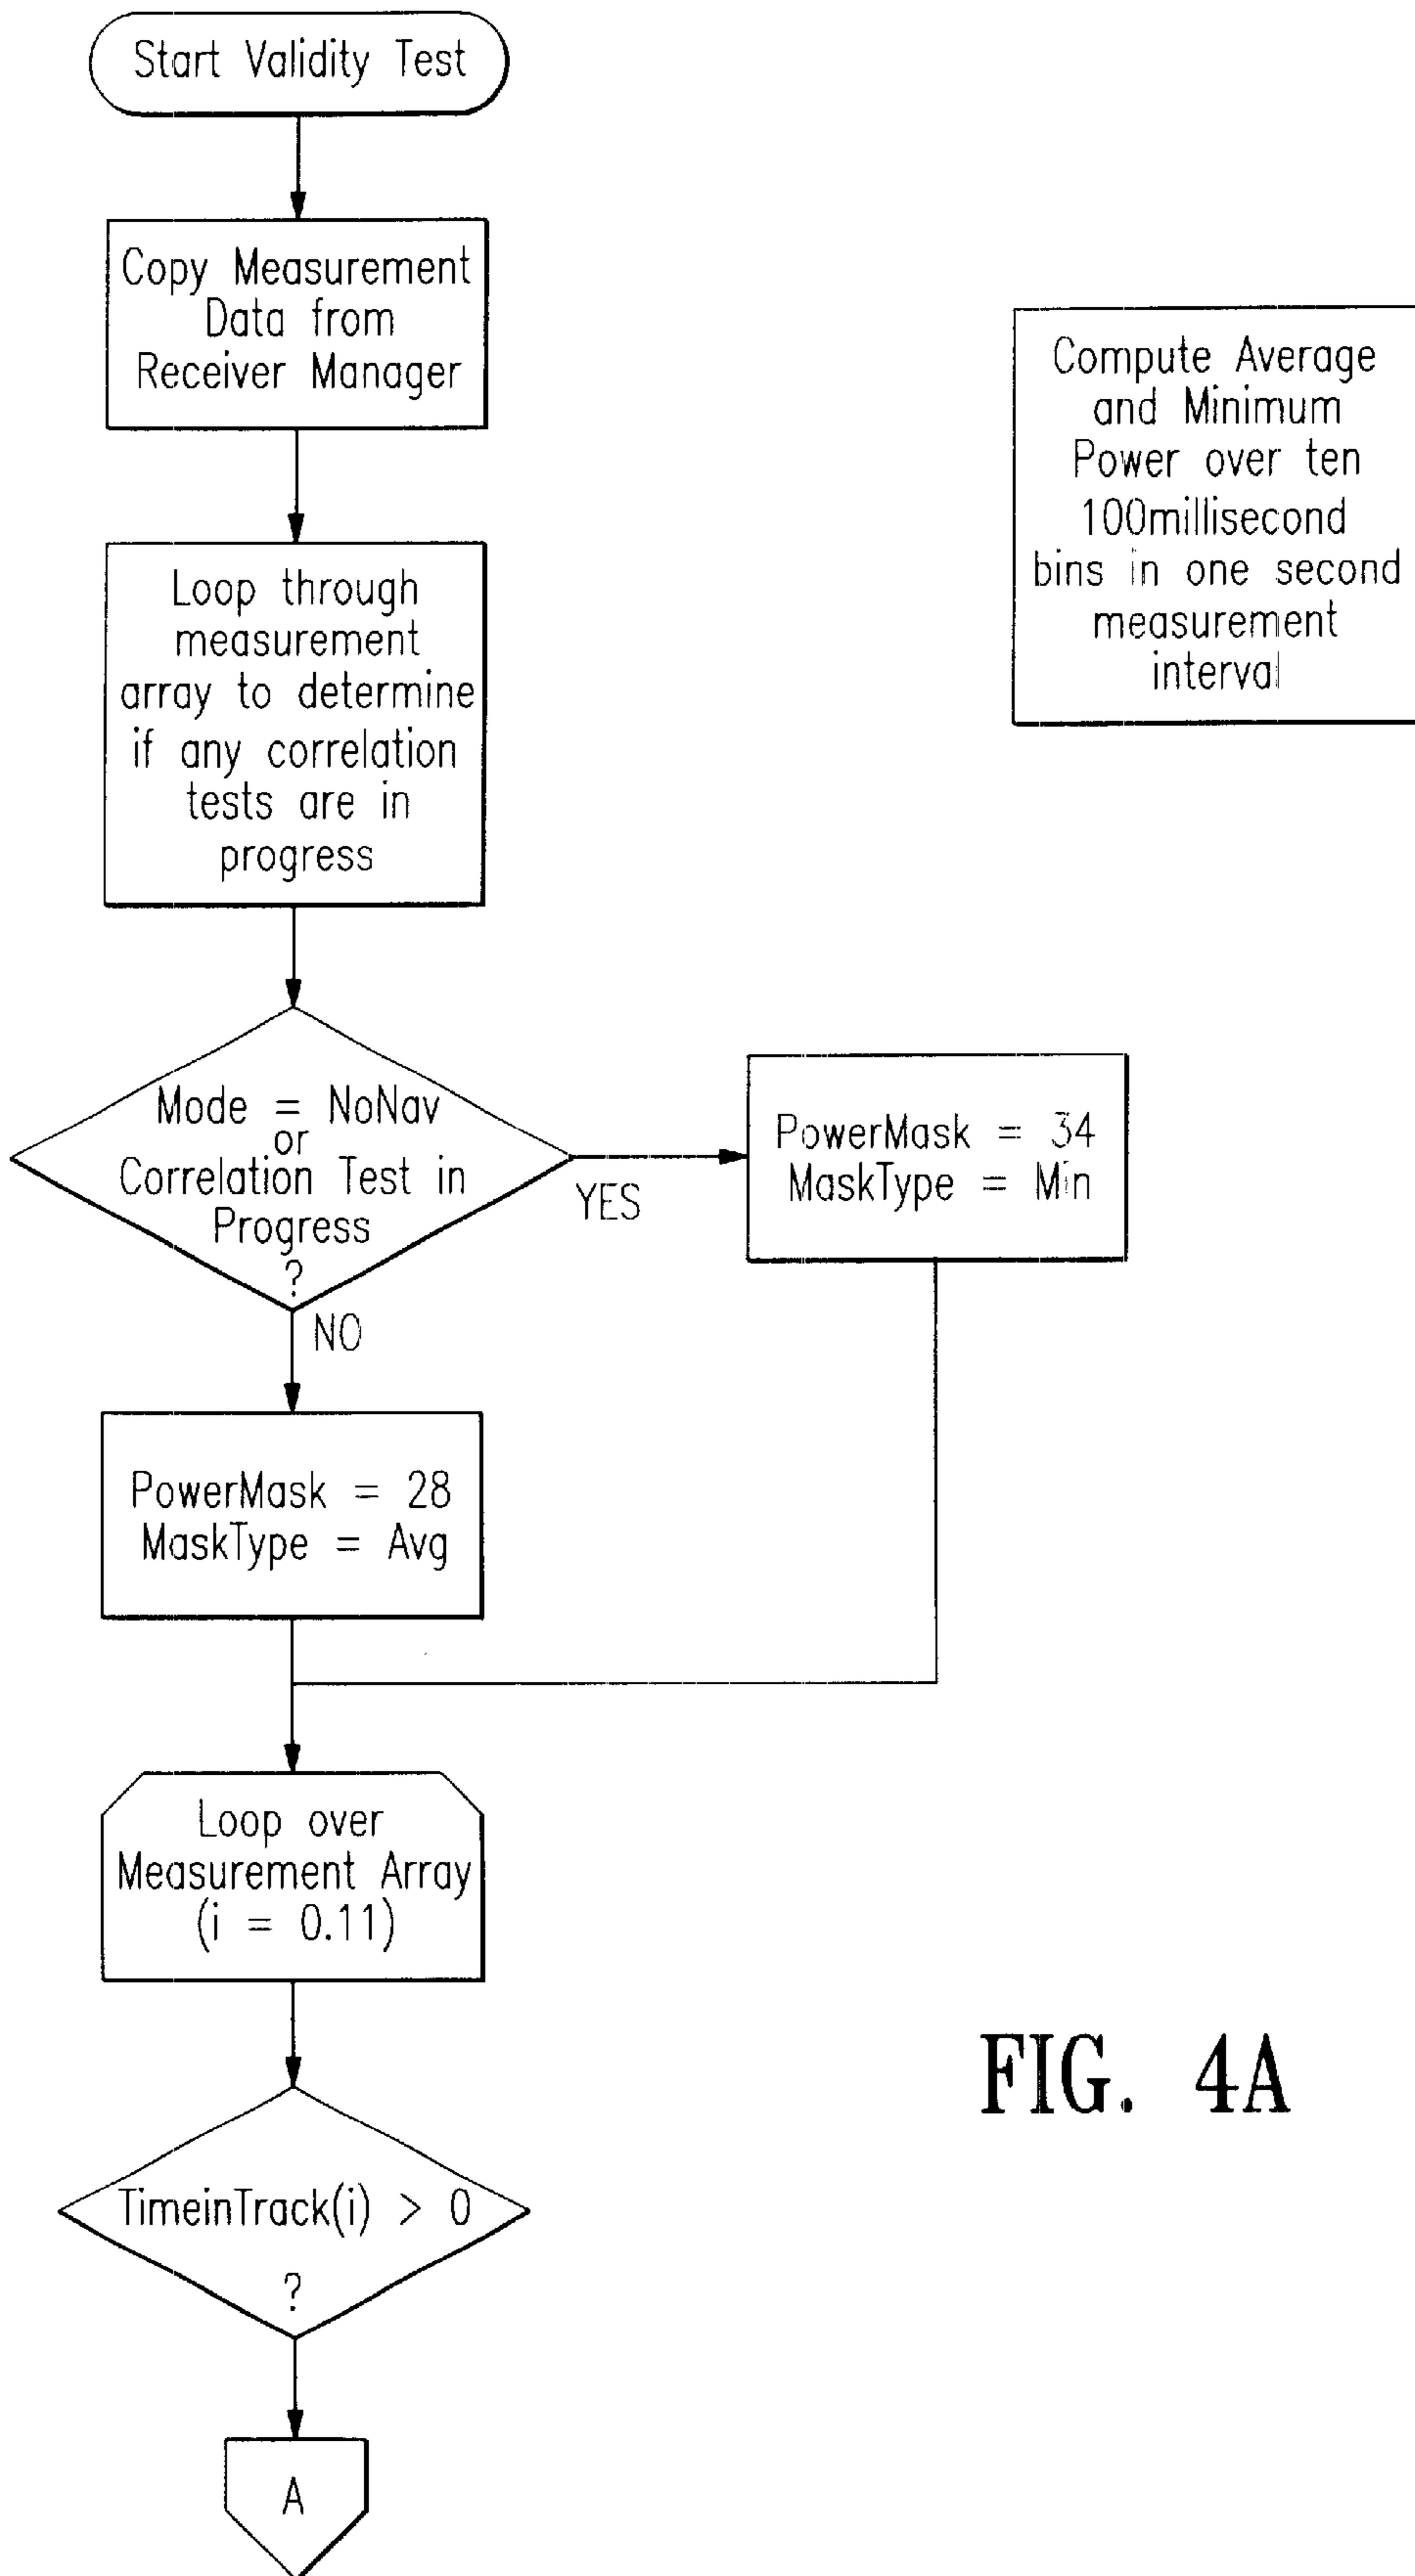 Start Validity Test
Copy Measurement
Data from
Receiver Manager
Compute Average
and Minimum
Power over ten
100millisecond
bins in one second
measurement
interval
Loop through
measurement
array to determine
if any correlation
tests are in
progress
Mode = NoNav
or
Correlation Test in
Progress
?
YES
PowerMask = 34
MaskType = Min
NO
PowerMask = 28
MaskType = Avg
Loop over
Measurement Array
(i = 0.11)
TimeinTrack(i) > 0
?
A
FIG. 4A